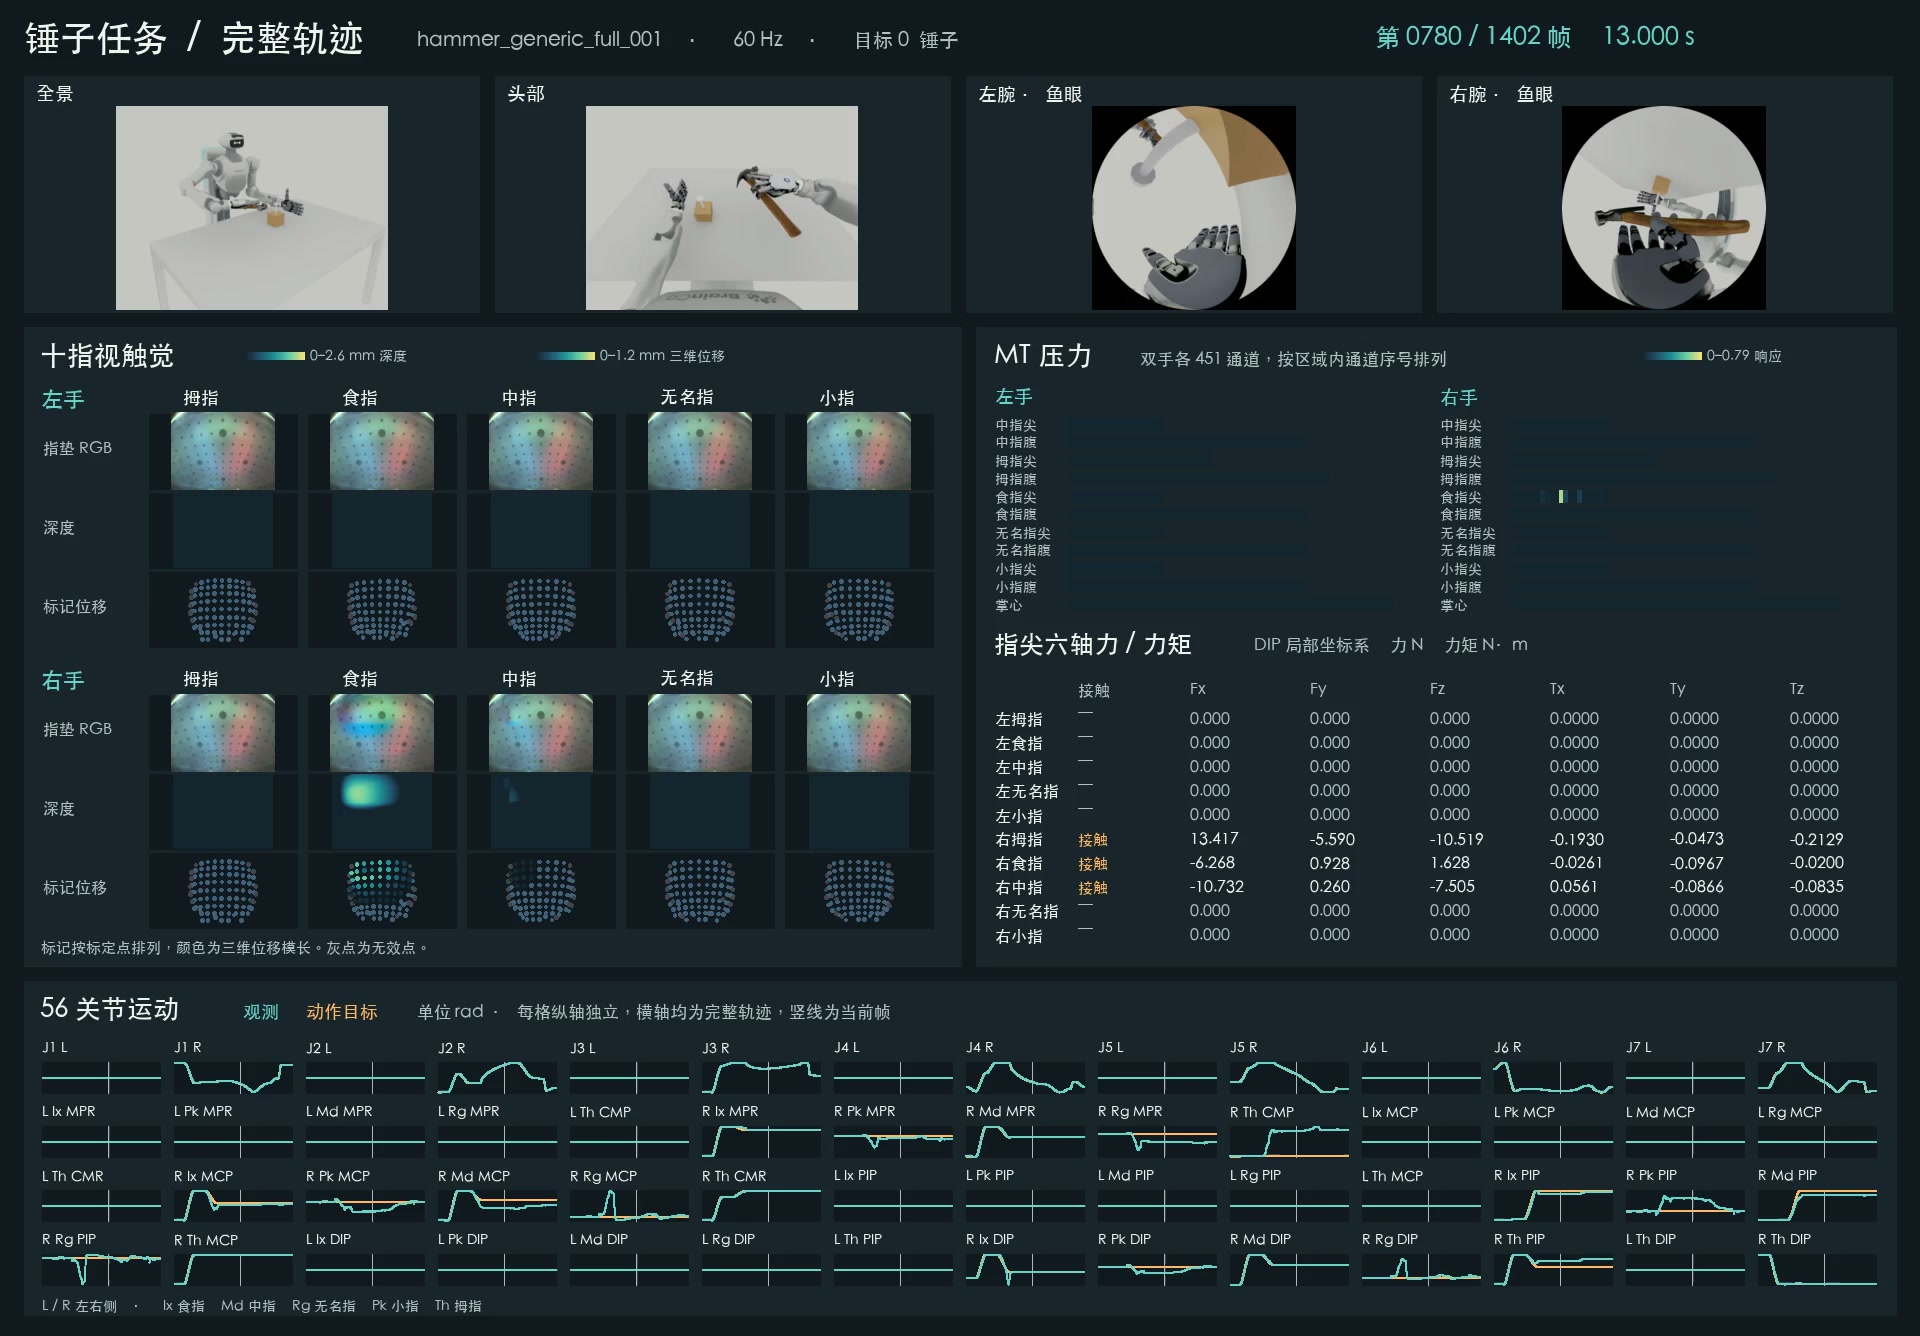 锤子任务 / 完整轨迹 hammer_generic_full_001 · 60 Hz · 目标 0 锤子 第 0780 / 1402 帧 13.000 s
全景 头部 左腕 · 鱼眼 右腕 · 鱼眼
BrainCo
十指视触觉 0–2.6 mm 深度 0–1.2 mm 三维位移
左手 拇指 食指 中指 无名指 小指
指垫 RGB
深度
标记位移
右手 拇指 食指 中指 无名指 小指
指垫 RGB
深度
标记位移
标记按标定点排列，颜色为三维位移模长。灰点为无效点。
MT 压力 双手各 451 通道，按区域内通道序号排列 0–0.79 响应
左手 右手
中指尖 中指尖
中指腹 中指腹
拇指尖 拇指尖
拇指腹 拇指腹
食指尖 食指尖
食指腹 食指腹
无名指尖 无名指尖
无名指腹 无名指腹
小指尖 小指尖
小指腹 小指腹
掌心 掌心
指尖六轴力 / 力矩 DIP 局部坐标系 力 N 力矩 N· m
接触 Fx Fy Fz Tx Ty Tz
左拇指 — 0.000 0.000 0.000 0.0000 0.0000 0.0000
左食指 — 0.000 0.000 0.000 0.0000 0.0000 0.0000
左中指 — 0.000 0.000 0.000 0.0000 0.0000 0.0000
左无名指 — 0.000 0.000 0.000 0.0000 0.0000 0.0000
左小指 — 0.000 0.000 0.000 0.0000 0.0000 0.0000
右拇指 接触 13.417 -5.590 -10.519 -0.1930 -0.0473 -0.2129
右食指 接触 -6.268 0.928 1.628 -0.0261 -0.0967 -0.0200
右中指 接触 -10.732 0.260 -7.505 0.0561 -0.0866 -0.0835
右无名指 — 0.000 0.000 0.000 0.0000 0.0000 0.0000
右小指 — 0.000 0.000 0.000 0.0000 0.0000 0.0000
56 关节运动 观测 动作目标 单位 rad · 每格纵轴独立，横轴均为完整轨迹，竖线为当前帧
J1 L J1 R J2 L J2 R J3 L J3 R J4 L J4 R J5 L J5 R J6 L J6 R J7 L J7 R
L Ix MPR L Pk MPR L Md MPR L Rg MPR L Th CMP R Ix MPR R Pk MPR R Md MPR R Rg MPR R Th CMP L Ix MCP L Pk MCP L Md MCP L Rg MCP
L Th CMR R Ix MCP R Pk MCP R Md MCP R Rg MCP R Th CMR L Ix PIP L Pk PIP L Md PIP L Rg PIP L Th MCP R Ix PIP R Pk PIP R Md PIP
R Rg PIP R Th MCP L Ix DIP L Pk DIP L Md DIP L Rg DIP L Th PIP R Ix DIP R Pk DIP R Md DIP R Rg DIP R Th PIP L Th DIP R Th DIP
L / R 左右侧 · Ix 食指 Md 中指 Rg 无名指 Pk 小指 Th 拇指